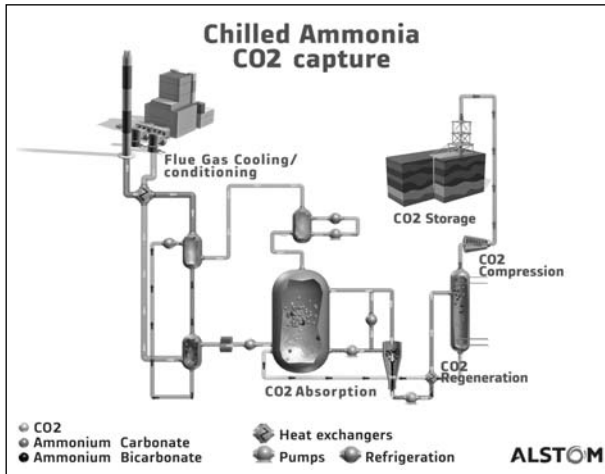 Chilled Ammonia
CO2 capture
Flue Gas Cooling/
conditioning
CO2 Storage
CO2
Compression
CO2
Regeneration
CO2 Absorption
CO2
Ammonium Carbonate
Ammonium Bicarbonate
Heat exchangers
Pumps
Refrigeration
ALSTOM